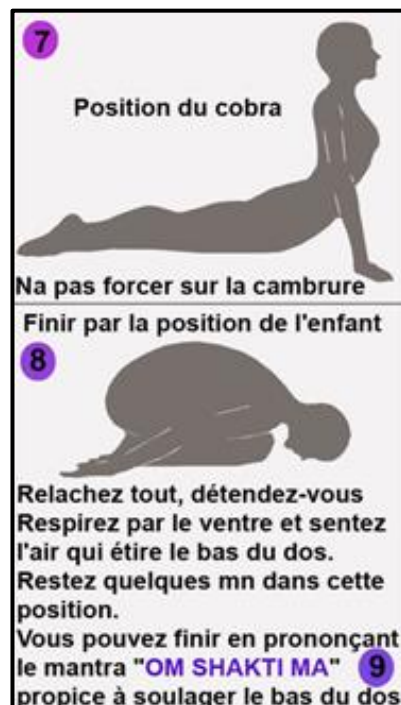 7
Position du cobra
Na pas forcer sur la cambrure
Finir par la position de l'enfant
8
Relachez tout, détendez-vous
Respirez par le ventre et sentez
l'air qui étire le bas du dos.
Restez quelques mn dans cette
position.
Vous pouvez finir en prononçant
le mantra "OM SHAKTI MA" 9
propice à soulager le bas du dos